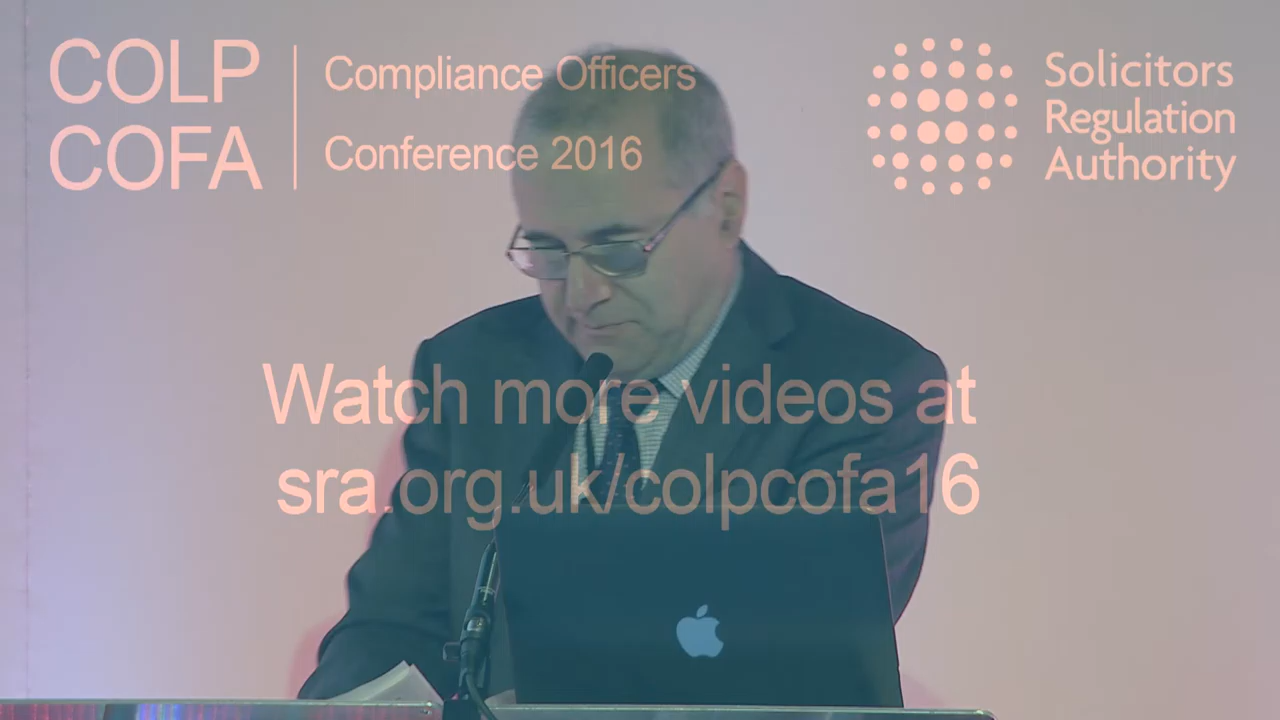 COLP
COFA
Compliance Officers
Conference 2016
Solicitors
Regulation
Authority
Watch more videos at
sra.org.uk/colpcofa16